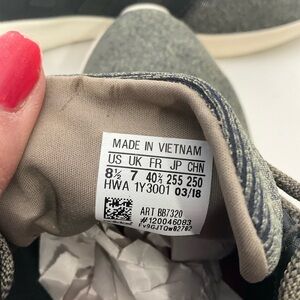 MADE IN VIETNAM
US UK FR JP CHN
8½ 7 40⅔ 255 250
HWA 1Y3001 03/18
ART BB7320
#120046083